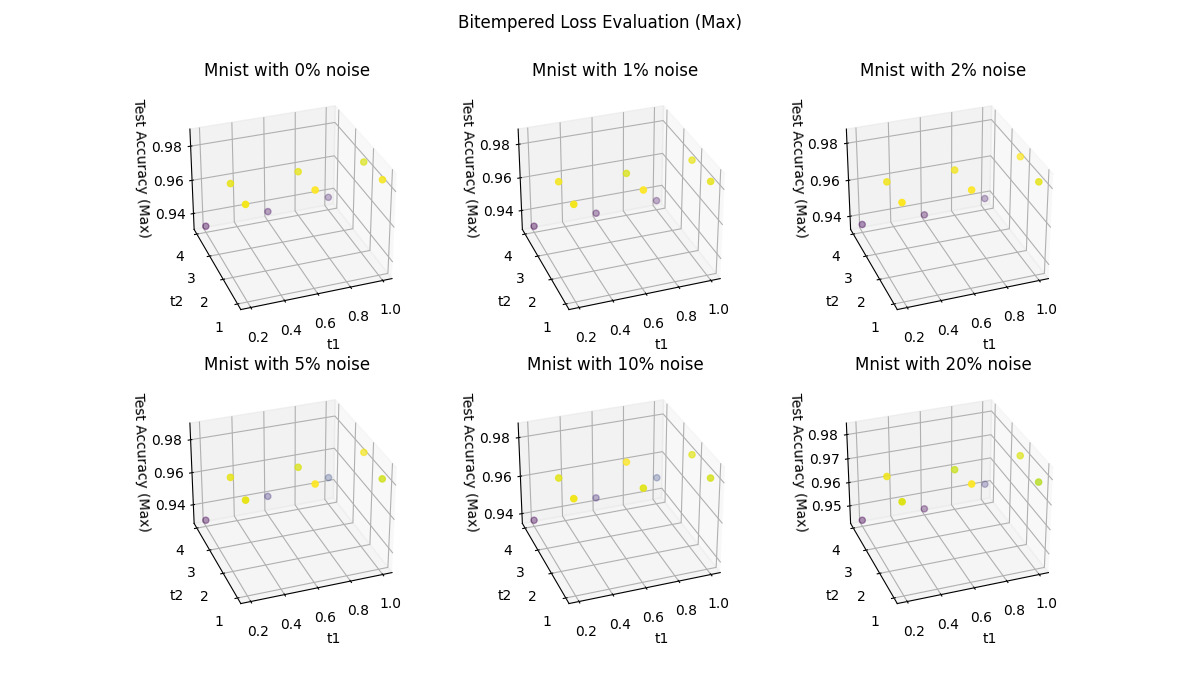 Bitempered Loss Evaluation (Max)
Mnist with 0% noise
Test Accuracy (Max)
0.98
0.96
0.94
4
3
2
1
t2
0.2 0.4 0.6 0.8 1.0
t1
Mnist with 1% noise
Test Accuracy (Max)
0.98
0.96
0.94
4
3
2
1
t2
0.2 0.4 0.6 0.8 1.0
t1
Mnist with 2% noise
Test Accuracy (Max)
0.98
0.96
0.94
4
3
2
1
t2
0.2 0.4 0.6 0.8 1.0
t1
Mnist with 5% noise
Test Accuracy (Max)
0.98
0.96
0.94
4
3
2
1
t2
0.2 0.4 0.6 0.8 1.0
t1
Mnist with 10% noise
Test Accuracy (Max)
0.98
0.96
0.94
4
3
2
1
t2
0.2 0.4 0.6 0.8 1.0
t1
Mnist with 20% noise
Test Accuracy (Max)
0.98
0.97
0.96
0.95
4
3
2
1
t2
0.2 0.4 0.6 0.8 1.0
t1